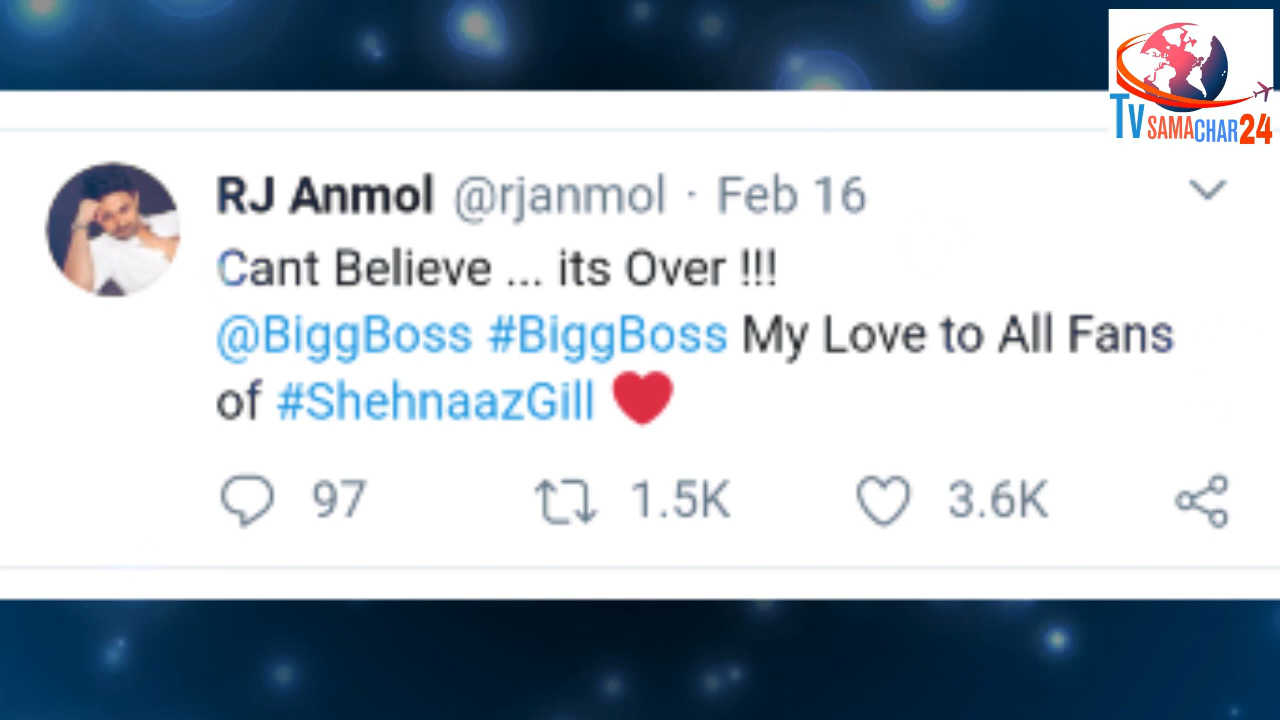 TV SAMACHAR24
RJ Anmol @rjanmol · Feb 16
Cant Believe ... its Over !!!
@BiggBoss #BiggBoss My Love to All Fans
of #ShehnaazGill ❤
97 1.5K 3.6K